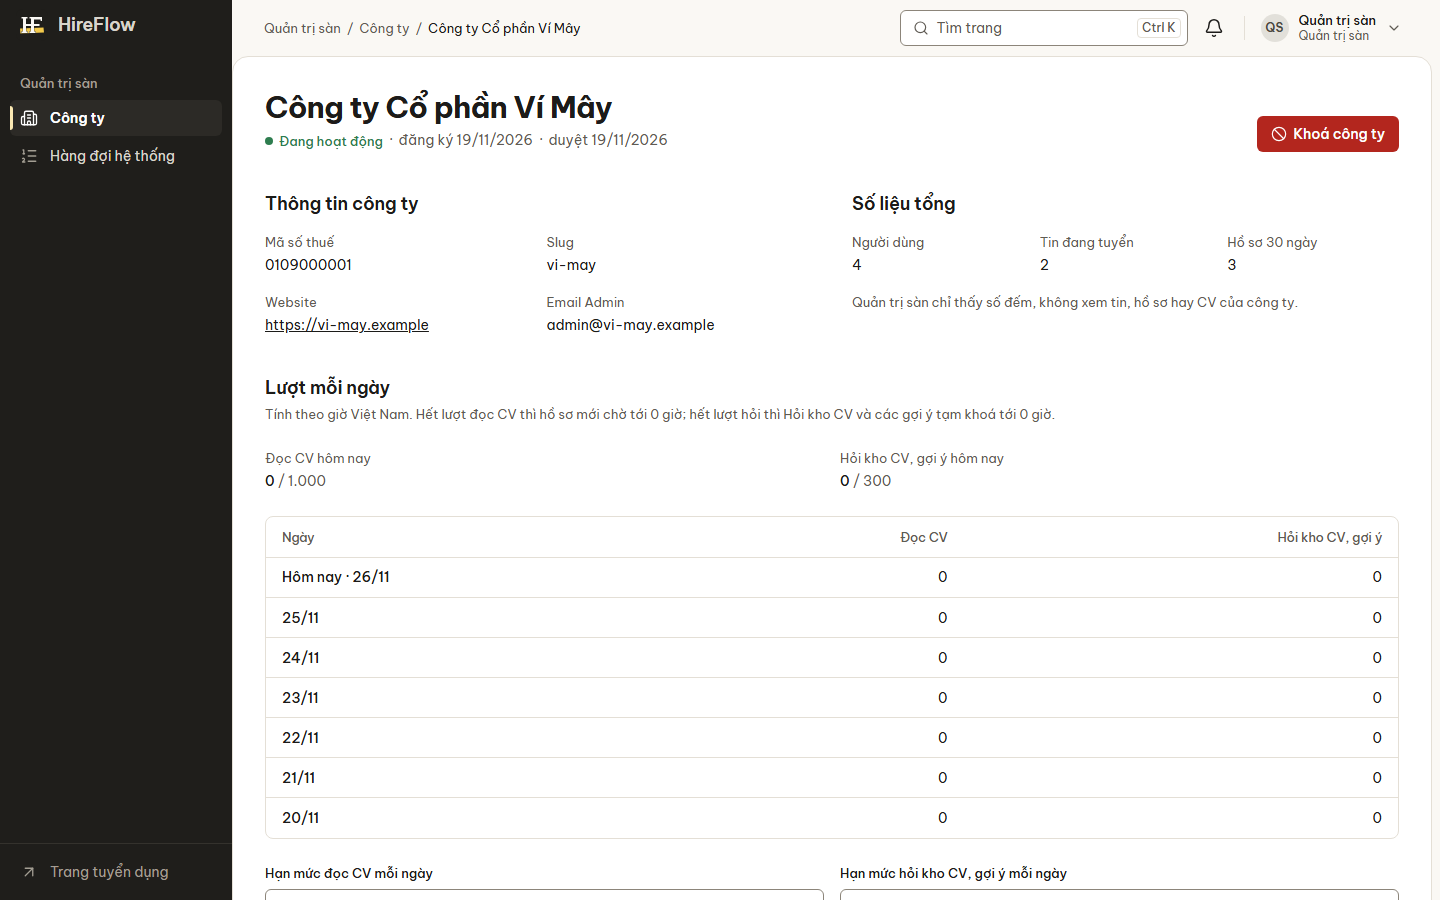 HireFlow
Quản trị sàn
Công ty
Hàng đợi hệ thống
Trang tuyển dụng
Quản trị sàn / Công ty / Công ty Cổ phần Ví Mây
Tìm trang Ctrl K
QS
Quản trị sàn
Quản trị sàn
Công ty Cổ phần Ví Mây
Đang hoạt động · đăng ký 19/11/2026 · duyệt 19/11/2026
Khoá công ty
Thông tin công ty
Mã số thuế
0109000001
Slug
vi-may
Website
https://vi-may.example
Email Admin
admin@vi-may.example
Số liệu tổng
Người dùng
4
Tin đang tuyển
2
Hồ sơ 30 ngày
3
Quản trị sàn chỉ thấy số đếm, không xem tin, hồ sơ hay CV của công ty.
Lượt mỗi ngày
Tính theo giờ Việt Nam. Hết lượt đọc CV thì hồ sơ mới chờ tới 0 giờ; hết lượt hỏi thì Hỏi kho CV và các gợi ý tạm khoá tới 0 giờ.
Đọc CV hôm nay
0 / 1.000
Hỏi kho CV, gợi ý hôm nay
0 / 300
Ngày Đọc CV Hỏi kho CV, gợi ý
Hôm nay · 26/11 0 0
25/11 0 0
24/11 0 0
23/11 0 0
22/11 0 0
21/11 0 0
20/11 0 0
Hạn mức đọc CV mỗi ngày
Hạn mức hỏi kho CV, gợi ý mỗi ngày